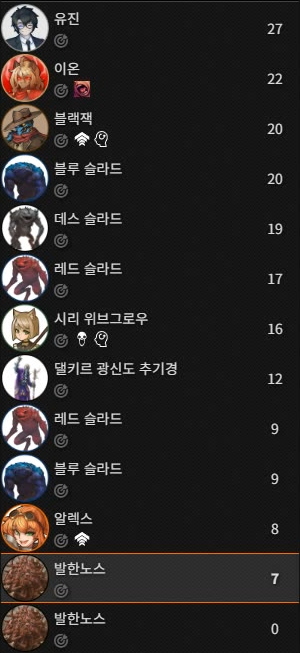 유진
27
이온
22
블랙잭
20
블루 슬라드
20
데스 슬라드
19
레드 슬라드
17
시리 위브그로우
16
댈키르 광신도 추기경
12
레드 슬라드
9
블루 슬라드
9
알렉스
8
발한노스
7
발한노스
0